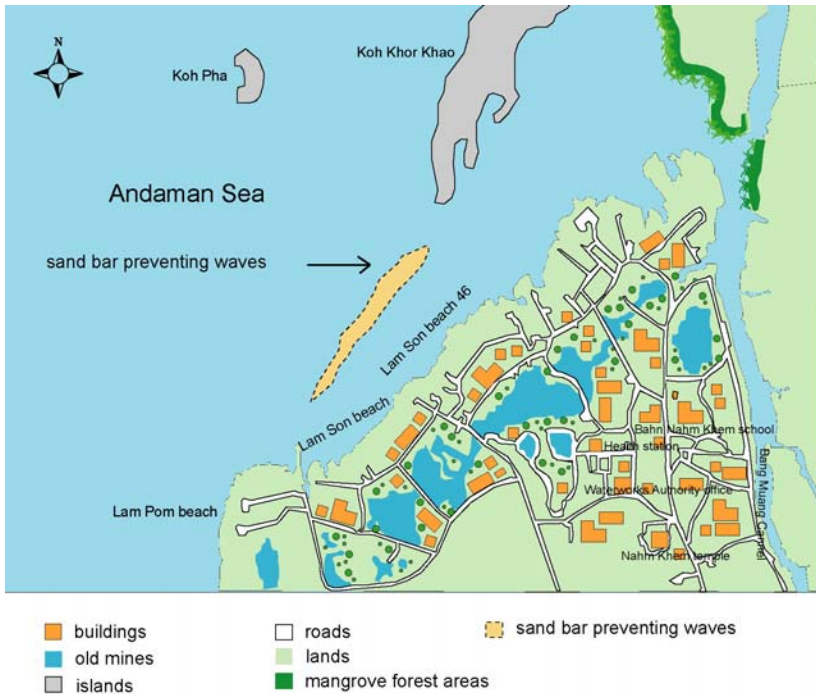 N
Koh Pha
Koh Khor Khao
Andaman Sea
sand bar preventing waves
Lam Son beach 46
Lam Son beach
Lam Pom beach
Bahn Nahm Khem school
Heath station
Waterworks Authority office
Bang Muang Cannel
Nahm Khem temple
buildings
roads
sand bar preventing waves
old mines
lands
islands
mangrove forest areas